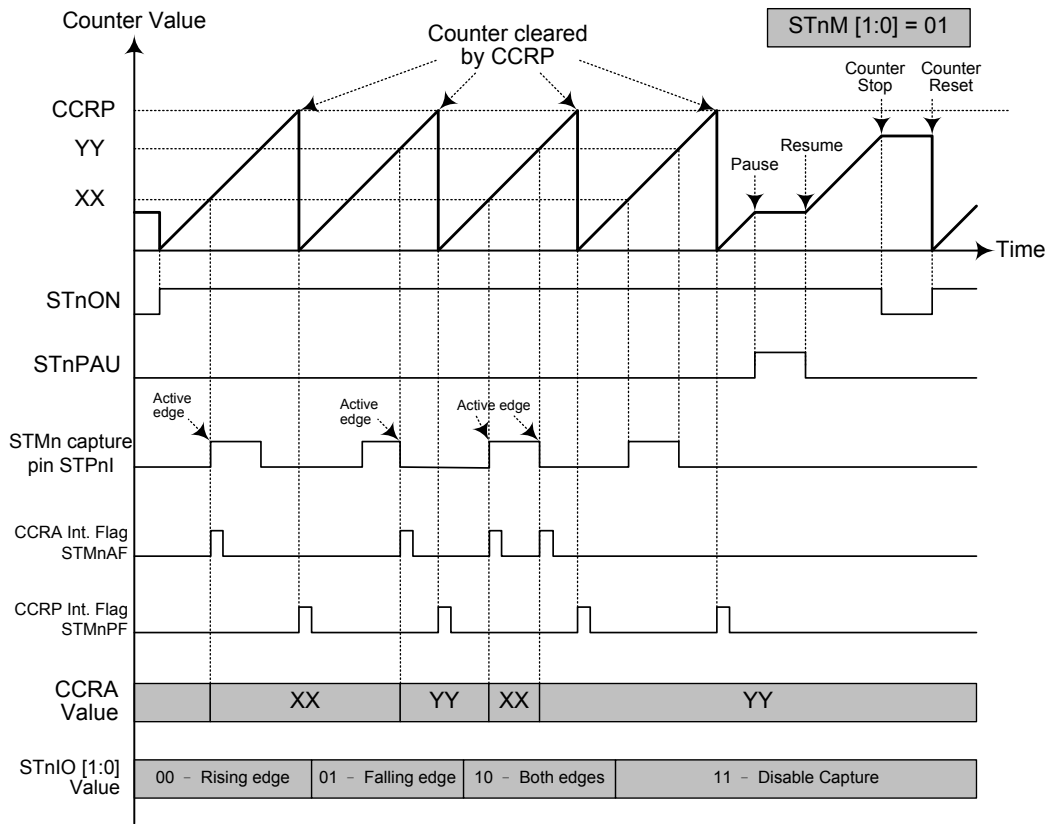 Counter Value
Counter cleared
by CCRP
STnM [1:0] = 01
Counter
Stop
Counter
Reset
CCRP
YY
XX
Pause
Resume
Time
STnON
STnPAU
Active
edge
Active
edge
Active edge
STMn capture
pin STPnI
CCRA Int. Flag
STMnAF
CCRP Int. Flag
STMnPF
CCRA
Value
XX
YY
XX
YY
STnIO [1:0]
Value
00 – Rising edge
01 – Falling edge
10 – Both edges
11 – Disable Capture